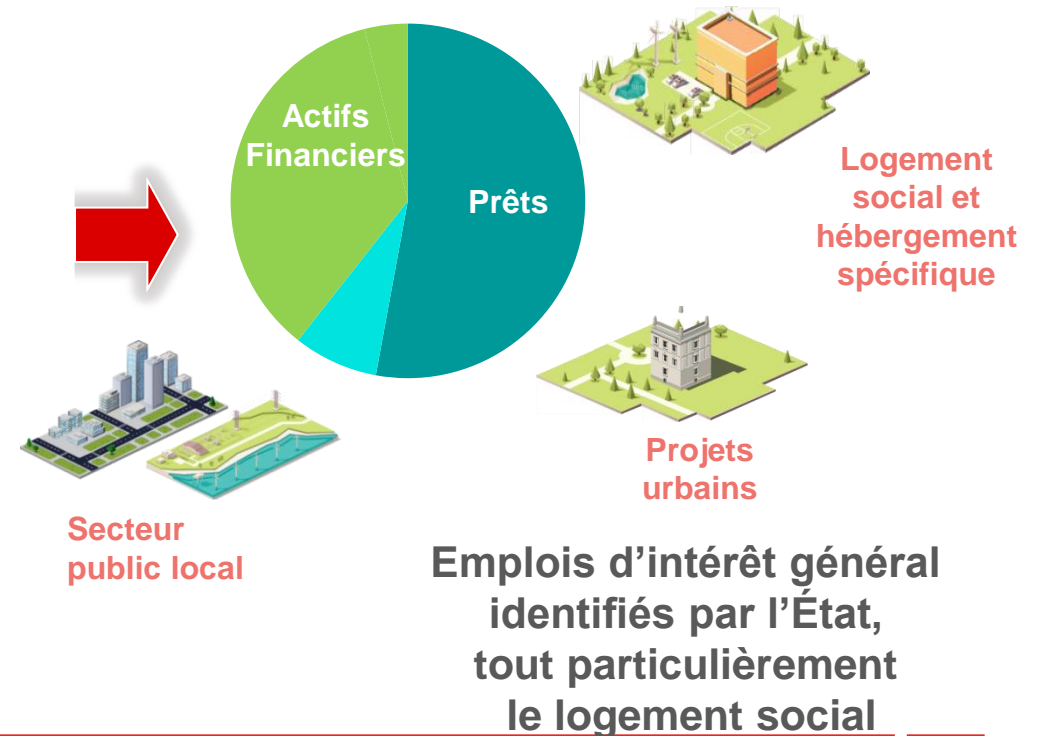 Actifs
Financiers
Prêts
Logement
social et
hébergement
spécifique
Projets
urbains
Secteur
public local
Emplois d’intérêt général
identifiés par l’État,
tout particulièrement
le logement social